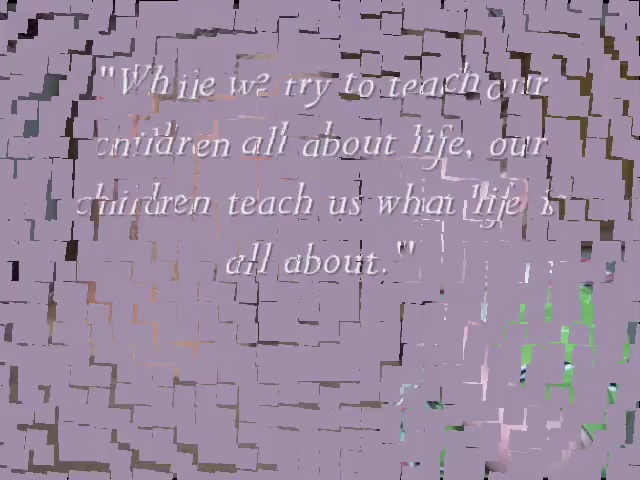 "While we try to teach our
children all about life, our
children teach us what life is
all about."